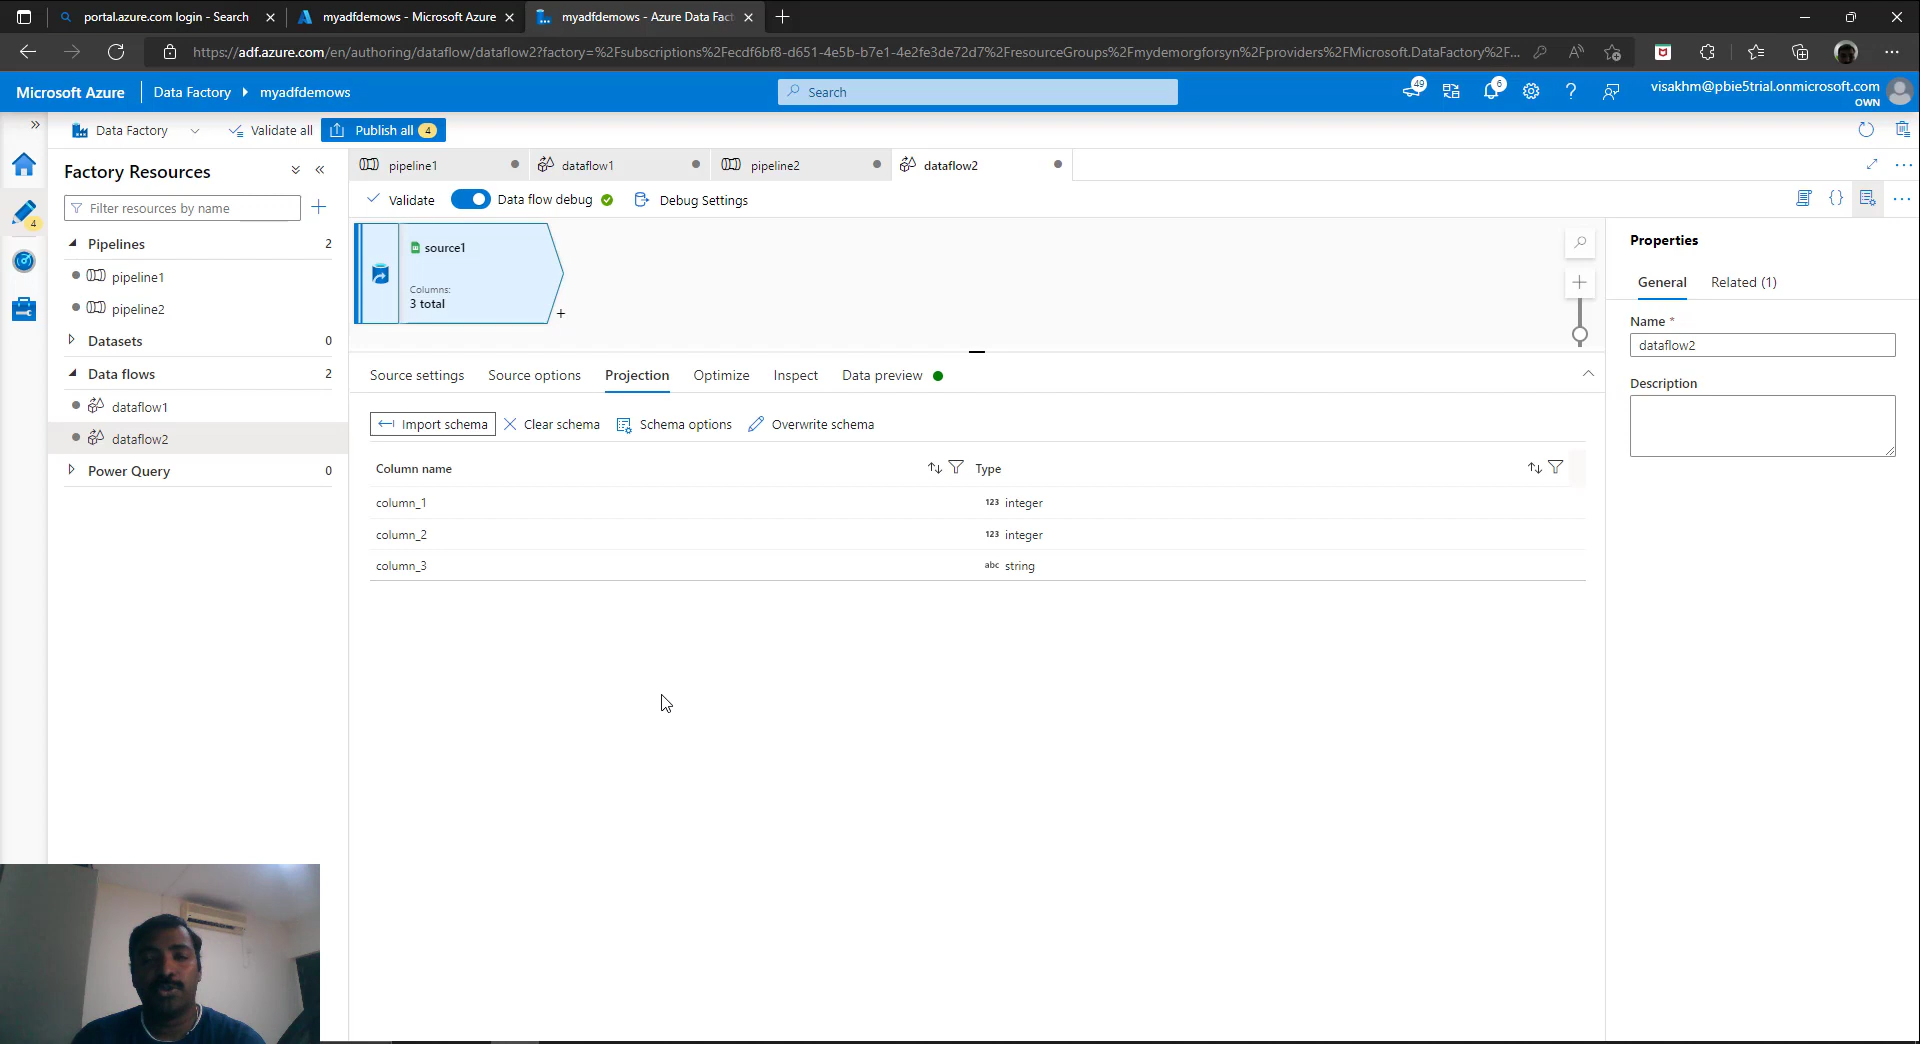 portal.azure.com login - Search
myadfdemows - Microsoft Azure
myadfdemows - Azure Data Fact
https://adf.azure.com/en/authoring/dataflow/dataflow2?factory=%2Fsubscriptions%2Fecdf6bf8-d651-4e5b-b7e1-4e2fe3de72d7%2FresourceGroups%2Fmydemorgforsyn%2Fproviders%2FMicrosoft.DataFactory%2F...
Microsoft Azure
Data Factory
myadfdemows
Search
49
6
visakhm@pbie5trial.onmicrosoft.com
OWN
Data Factory
Validate all
Publish all 4
Factory Resources
Filter resources by name
4
Pipelines 2
pipeline1
pipeline2
Datasets 0
Data flows 2
dataflow1
dataflow2
Power Query 0
pipeline1
dataflow1
pipeline2
dataflow2
Validate
Data flow debug
Debug Settings
source1
Columns:
3 total
Source settings
Source options
Projection
Optimize
Inspect
Data preview
Import schema
Clear schema
Schema options
Overwrite schema
Column name
Type
column_1
123 integer
column_2
123 integer
column_3
abc string
Properties
General
Related (1)
Name *
dataflow2
Description